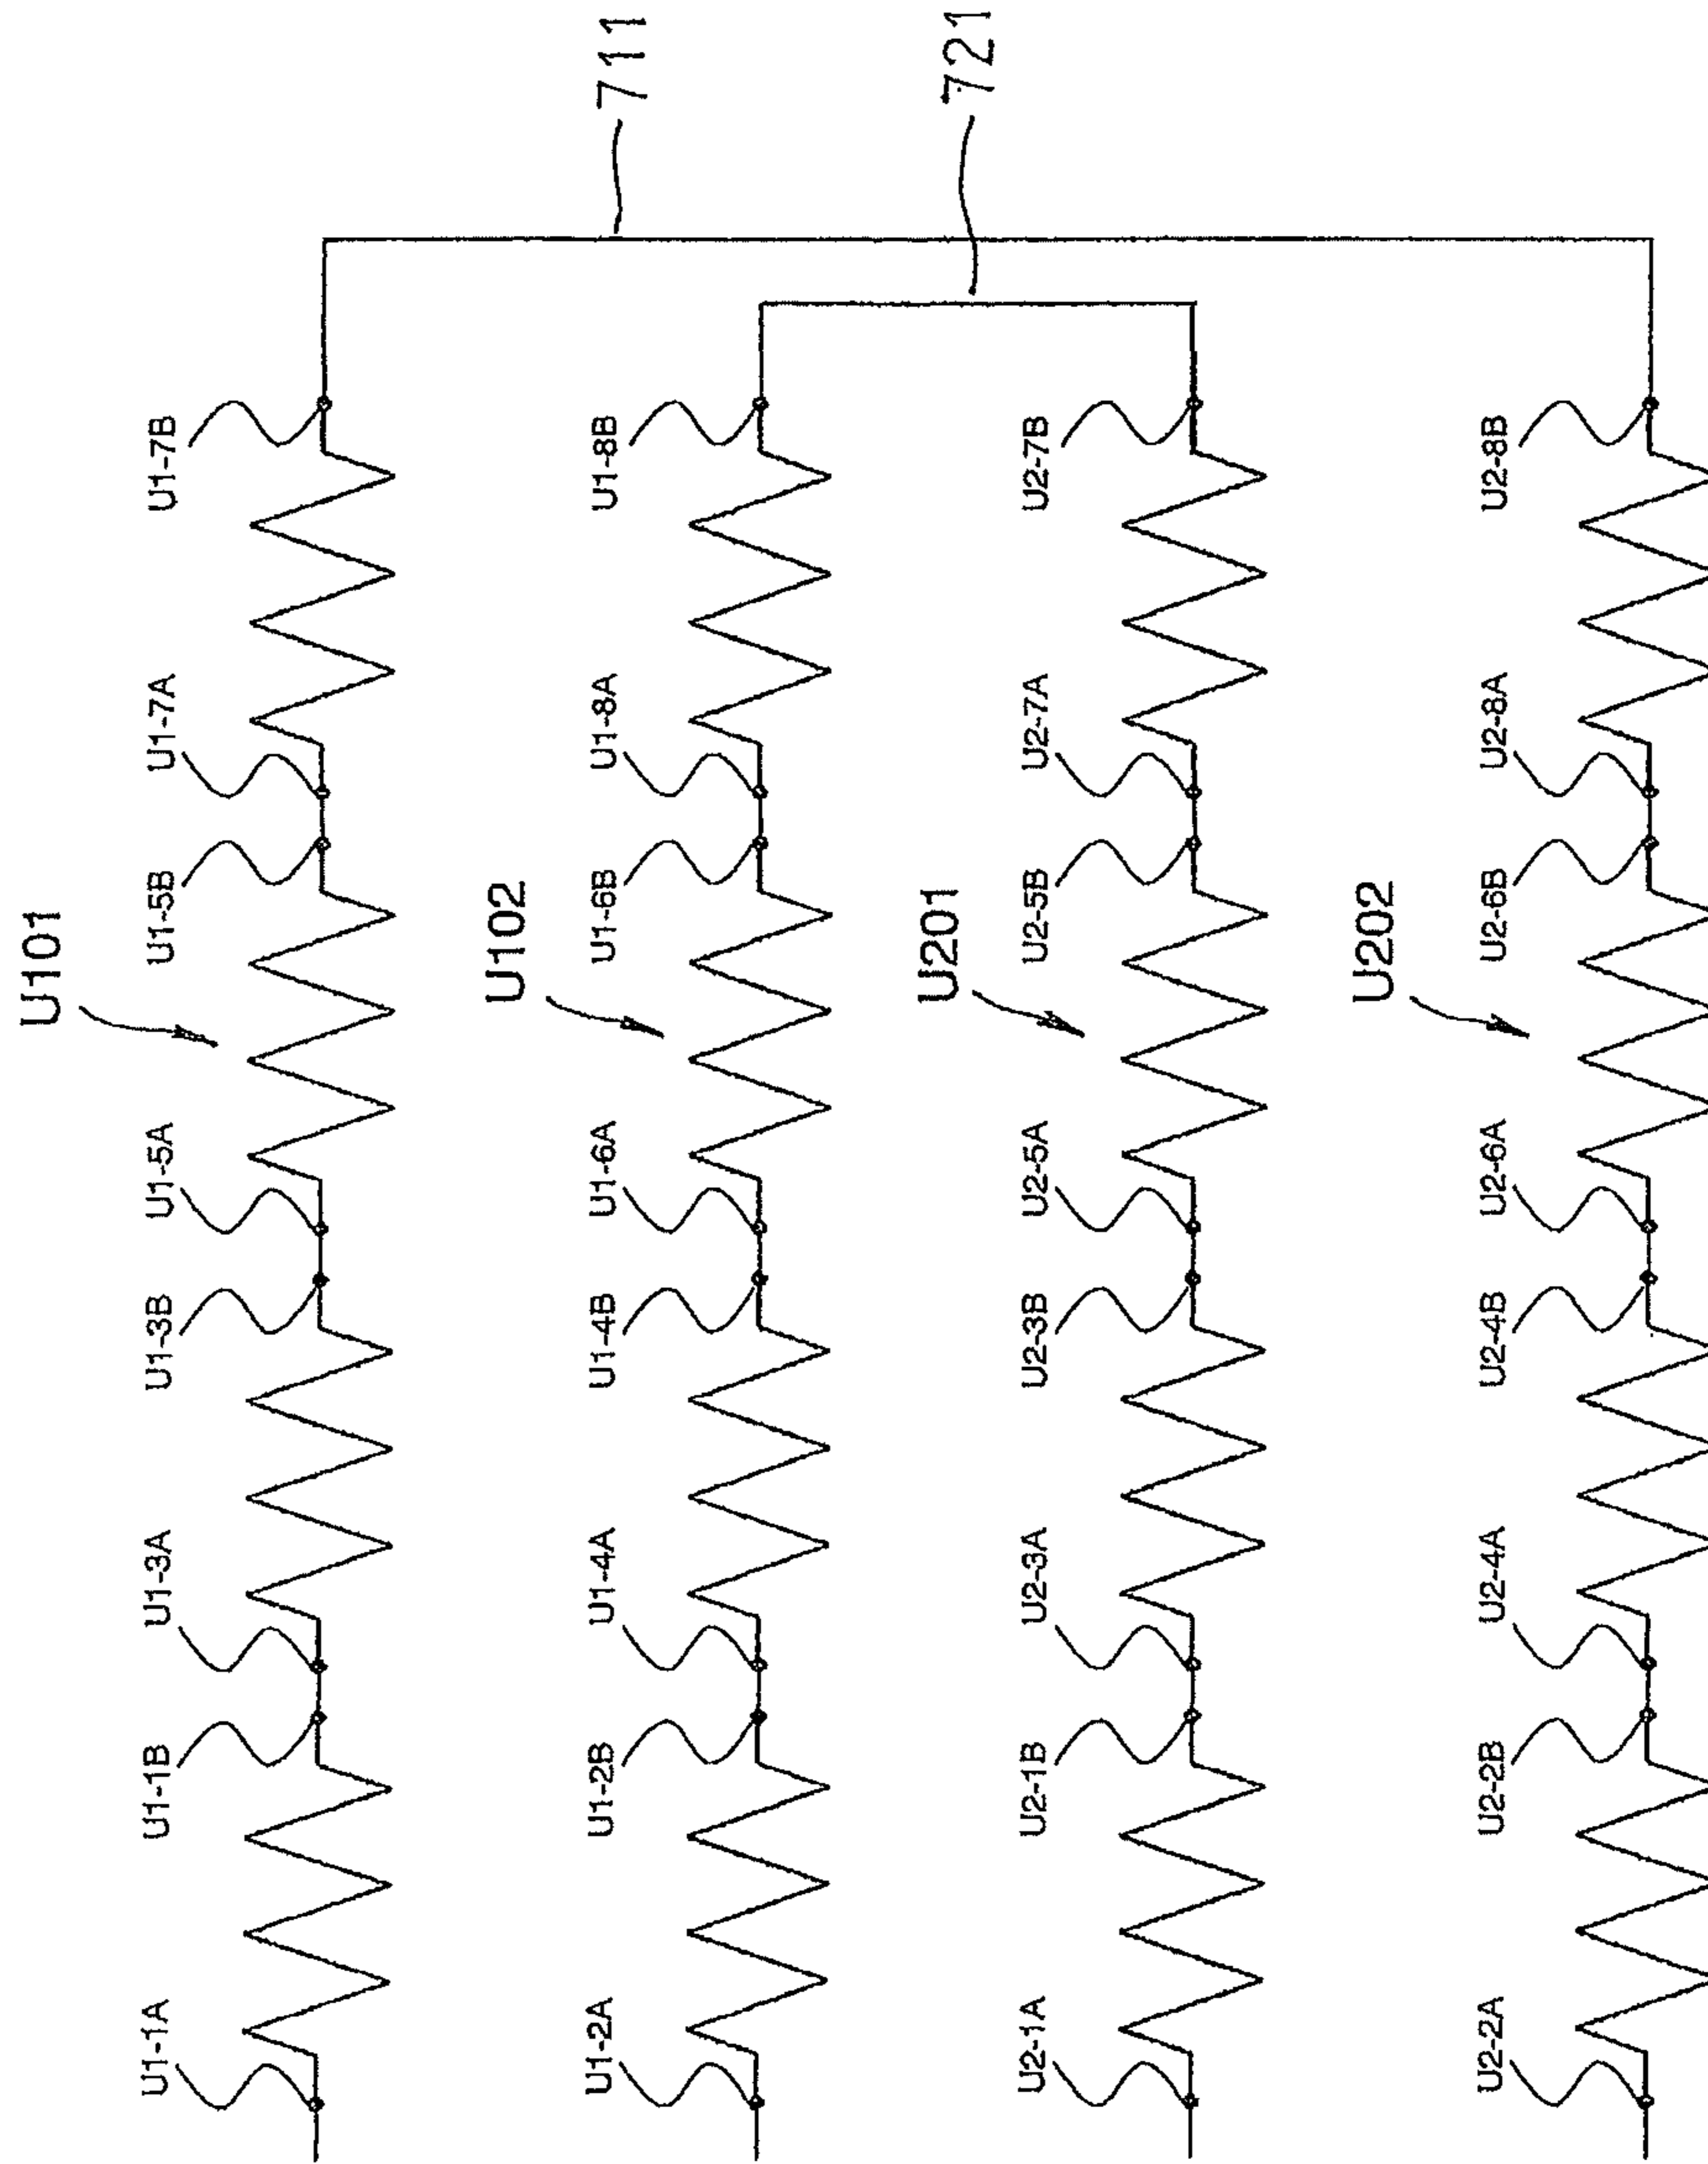 711
721
U101
U1-1A
U1-1B
U1-3A
U1-3B
U1-5A
U1-5B
U1-7A
U1-7B
U102
U1-2A
U1-2B
U1-4A
U1-4B
U1-6A
U1-6B
U1-8A
U1-8B
U201
U2-1A
U2-1B
U2-3A
U2-3B
U2-5A
U2-5B
U2-7A
U2-7B
U202
U2-2A
U2-2B
U2-4A
U2-4B
U2-6A
U2-6B
U2-8A
U2-8B